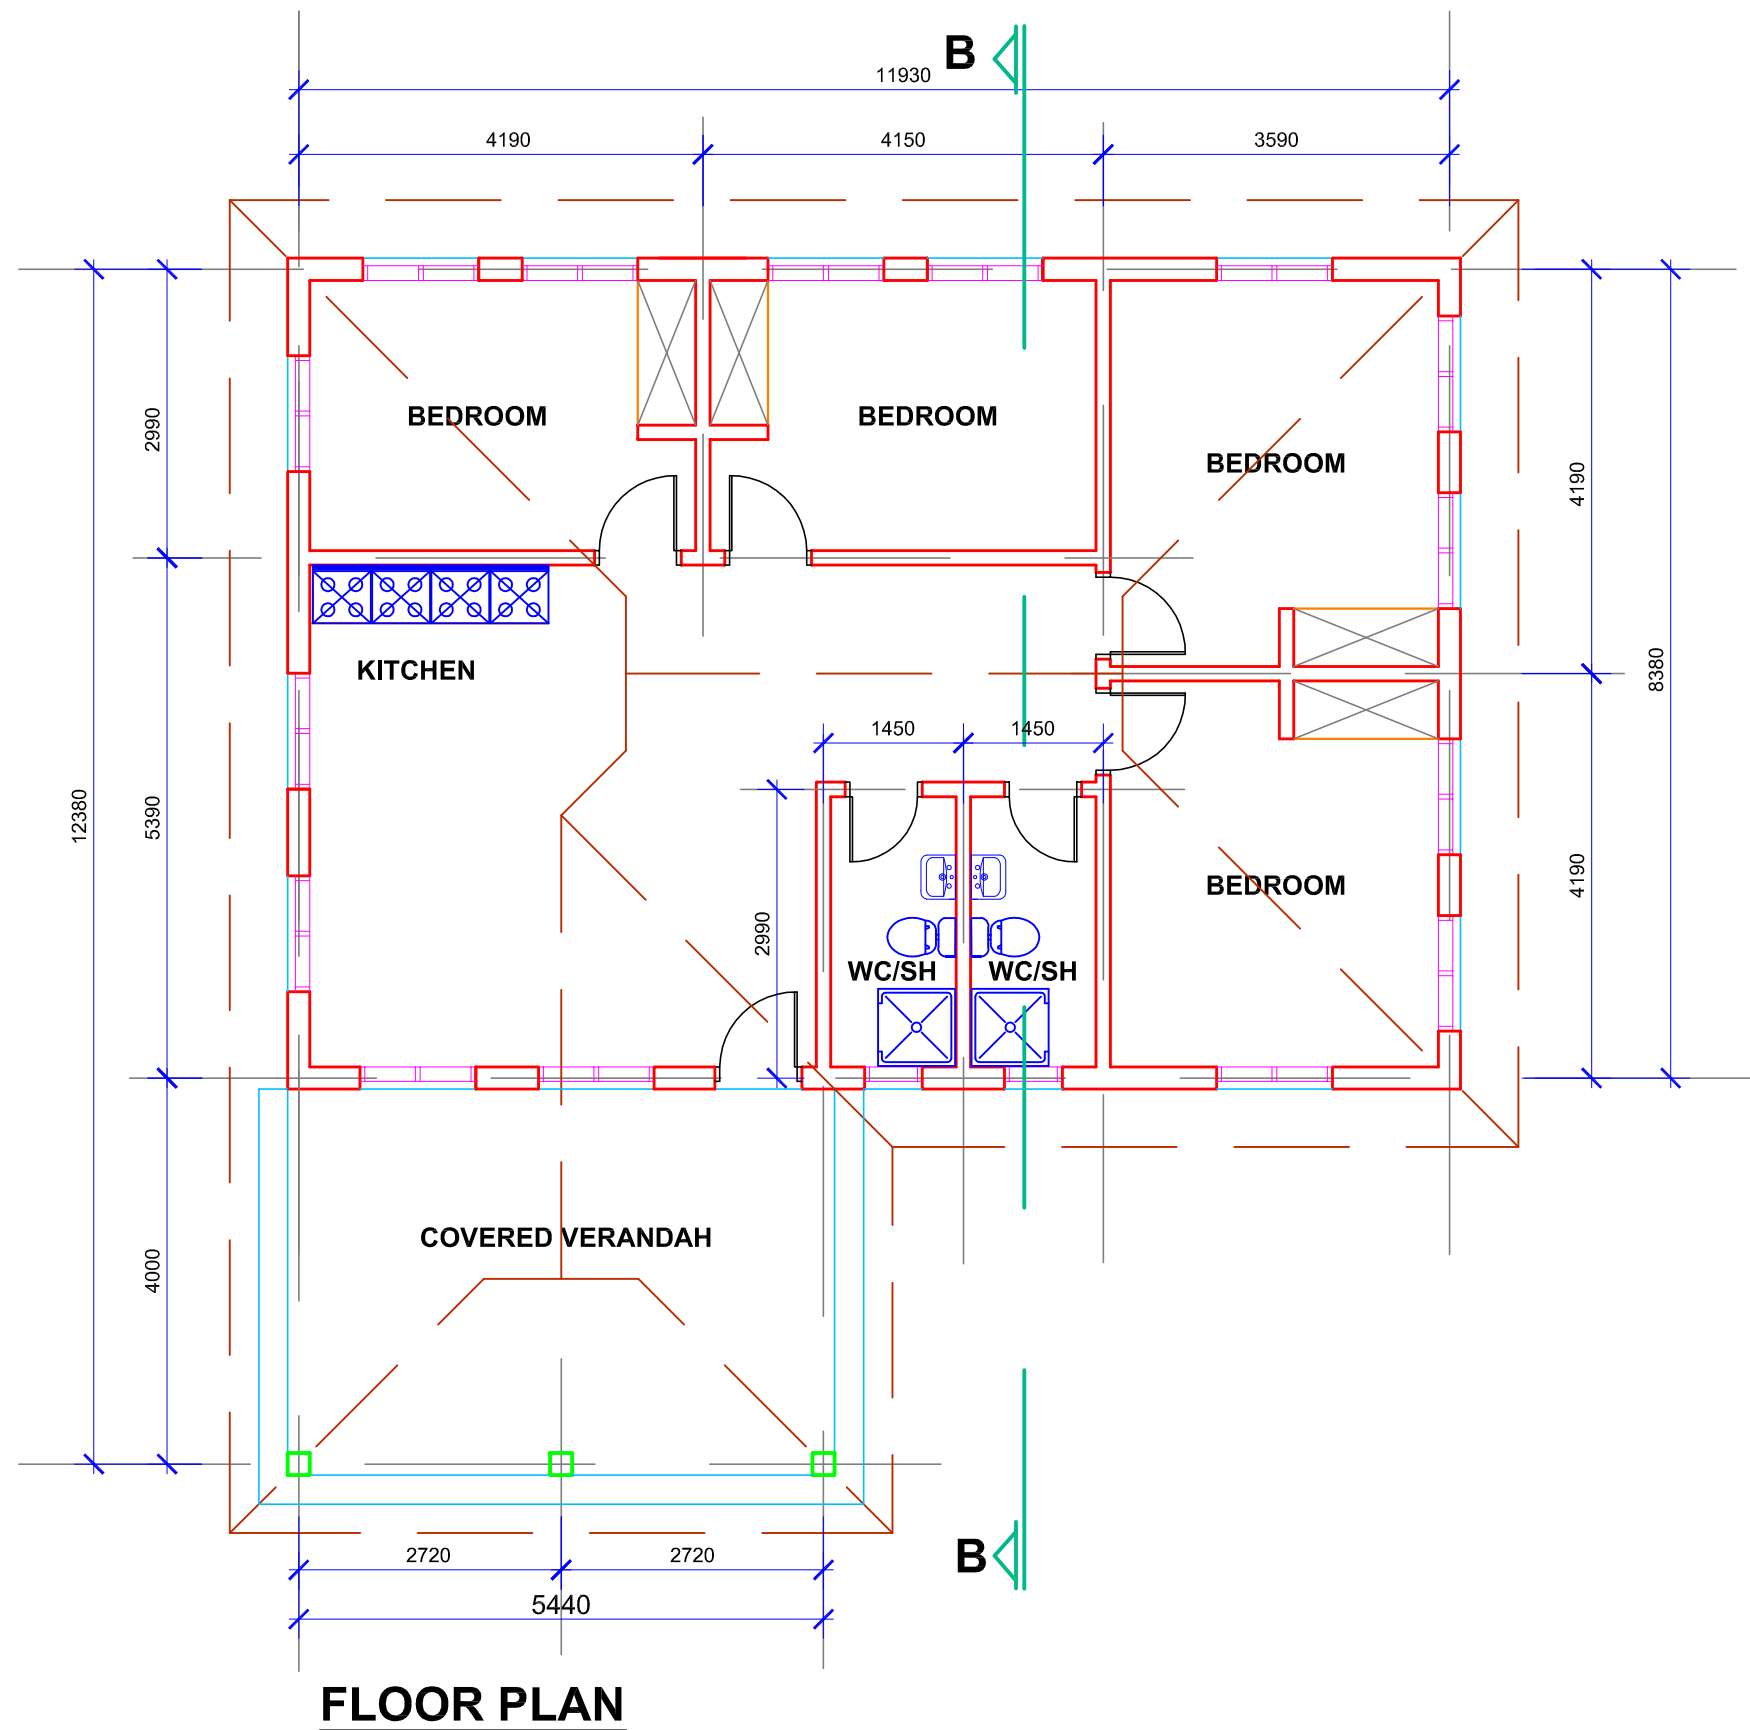 B
11930
4190
4150
3590
BEDROOM
BEDROOM
BEDROOM
2990
4190
KITCHEN
8380
1450
1450
12380
5390
2990
4190
BEDROOM
WC/SH
WC/SH
COVERED VERANDAH
4000
B
2720
2720
5440
FLOOR PLAN